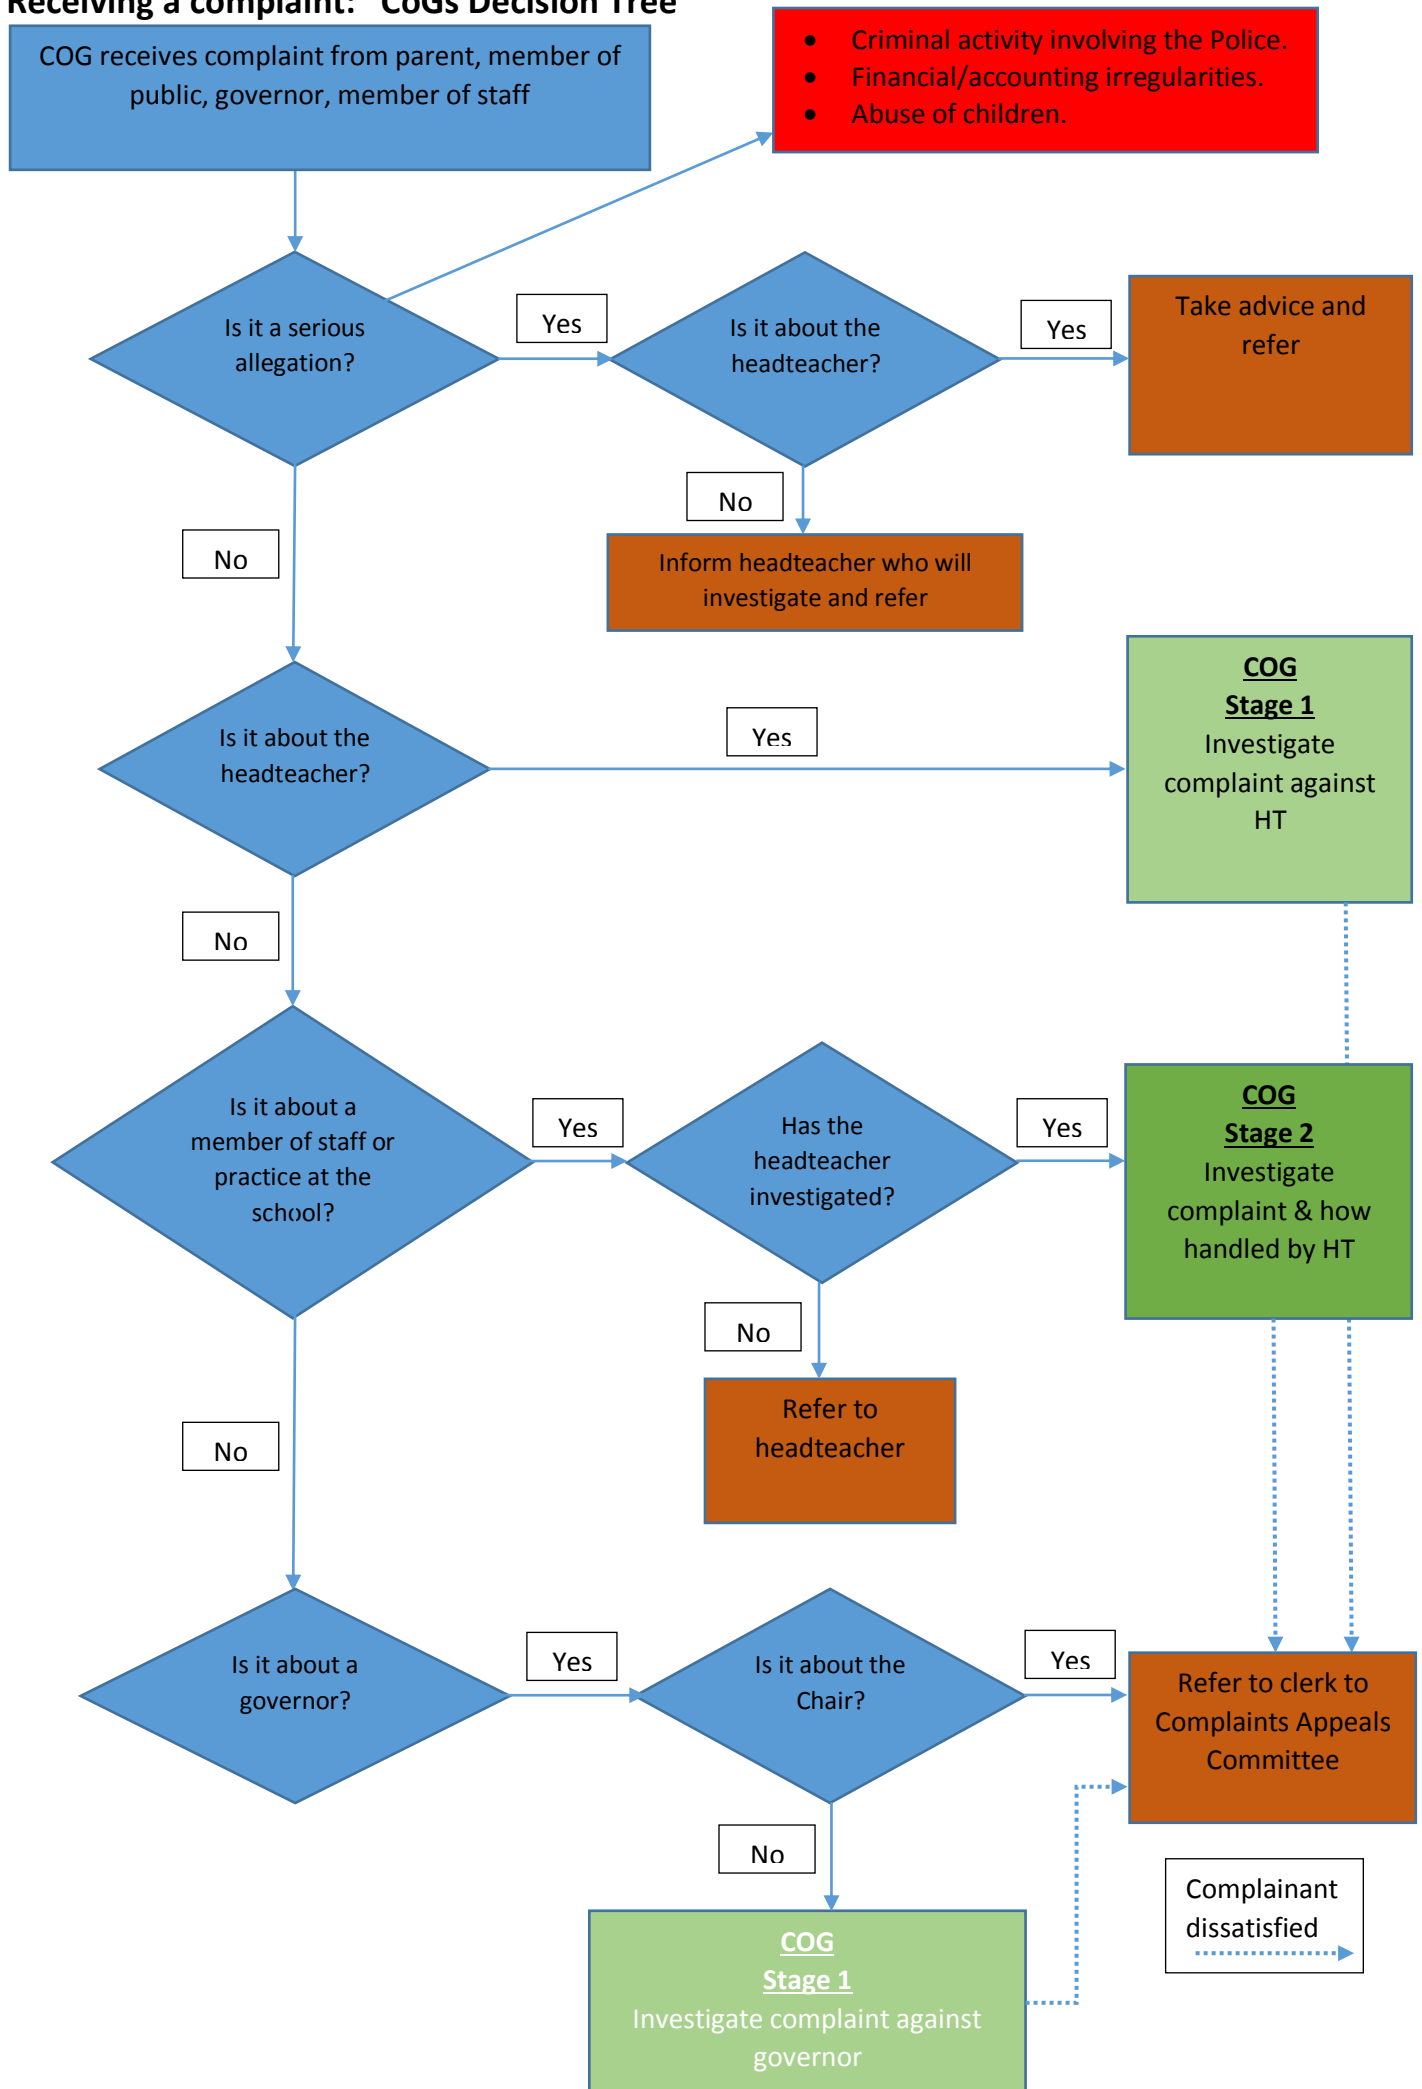 Receiving a complaint: CoGs Decision Tree
COG receives complaint from parent, member of
public, governor, member of staff
• Criminal activity involving the Police.
• Financial/accounting irregularities.
• Abuse of children.
Is it a serious
allegation?
Yes
Is it about the
headteacher?
Yes
Take advice and
refer
No
No
Inform headteacher who will
investigate and refer
Is it about the
headteacher?
Yes
COG
Stage 1
Investigate
complaint against
HT
No
Is it about a
member of staff or
practice at the
school?
Yes
Has the
headteacher
investigated?
Yes
COG
Stage 2
Investigate
complaint & how
handled by HT
No
Refer to
headteacher
No
Is it about a
governor?
Yes
Is it about the
Chair?
Yes
Refer to clerk to
Complaints Appeals
Committee
No
COG
Stage 1
Investigate complaint against
governor
Complainant
dissatisfied